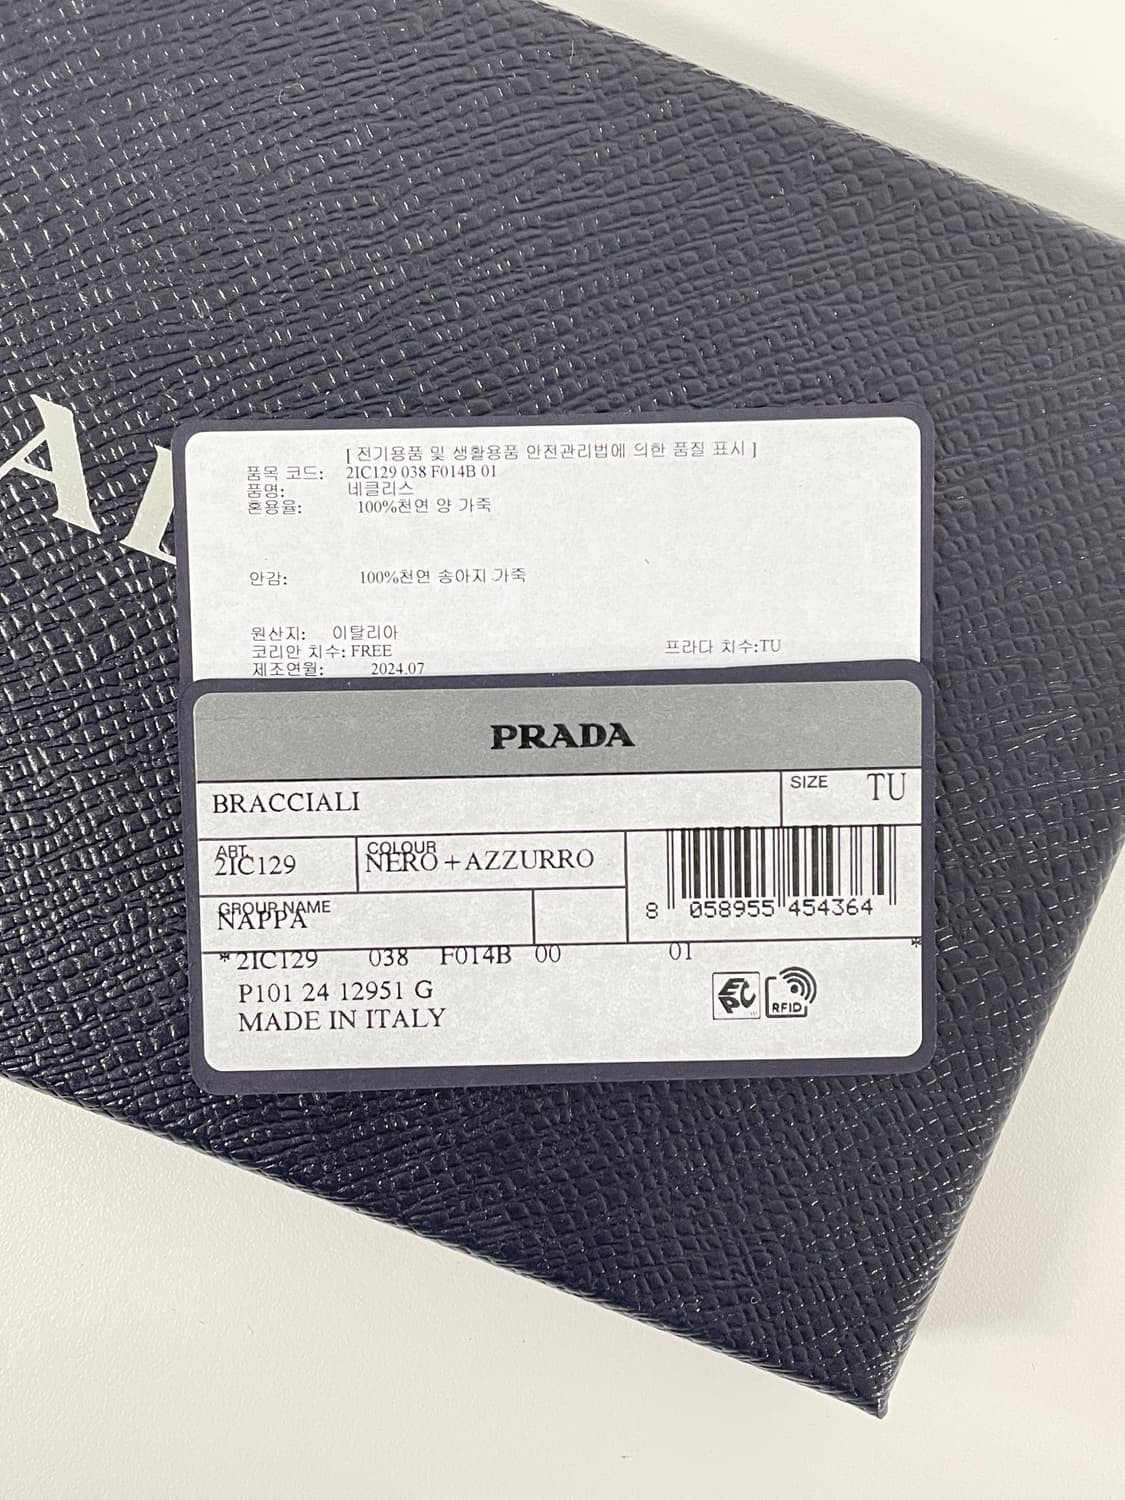 [ 전기용품 및 생활용품 안전관리법에 의한 품질 표시 ]
품목 코드: 2IC129 038 F014B 01
품명: 네클리스
혼용율: 100%천연 양 가죽
안감: 100%천연 송아지 가죽
원산지: 이탈리아
코리안 치수: FREE 프라다 치수:TU
제조연월: 2024.07
PRADA
BRACCIALI SIZE TU
ART. 2IC129 COLOUR NERO + AZZURRO
GROUP NAME NAPPA
8 058955 454364
* 2IC129 038 F014B 00 01 *
P101 24 12951 G
MADE IN ITALY
EPC RFID